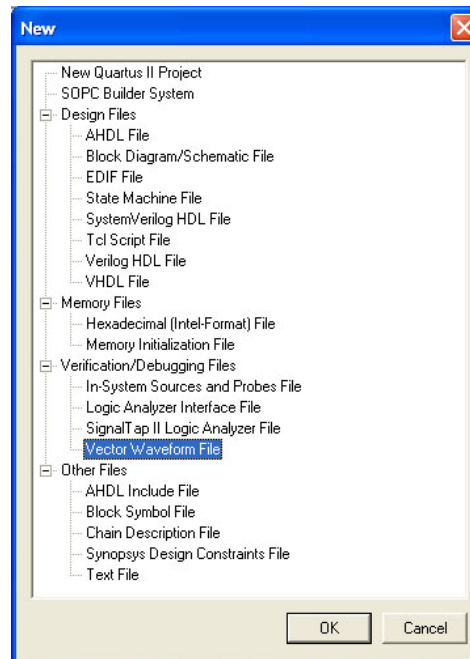 New
New Quartus II Project
SOPC Builder System
Design Files
AHDL File
Block Diagram/Schematic File
EDIF File
State Machine File
SystemVerilog HDL File
Tcl Script File
Verilog HDL File
VHDL File
Memory Files
Hexadecimal (Intel-Format) File
Memory Initialization File
Verification/Debugging Files
In-System Sources and Probes File
Logic Analyzer Interface File
SignalTap II Logic Analyzer File
Vector Waveform File
Other Files
AHDL Include File
Block Symbol File
Chain Description File
Synopsys Design Constraints File
Text File
OK Cancel